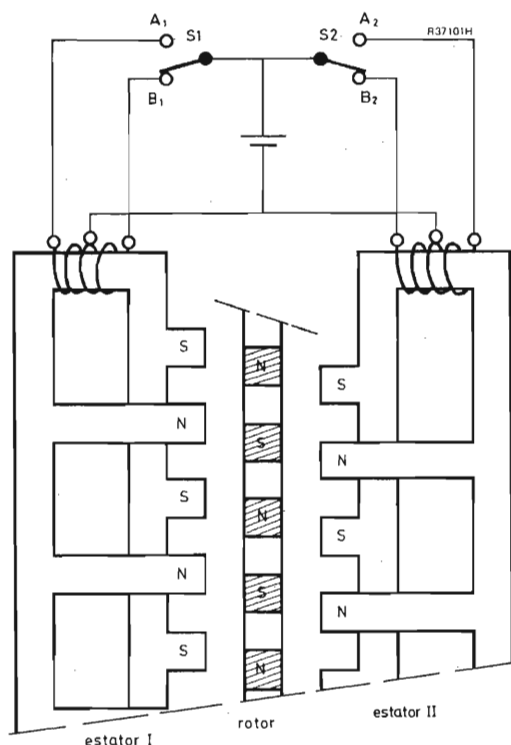 A1 S1 S2 A2 R37101H
B1 B2
S
N
S
S
N
S
N
N
S
S
N
S
N
S
N
estator I
rotor
estator II